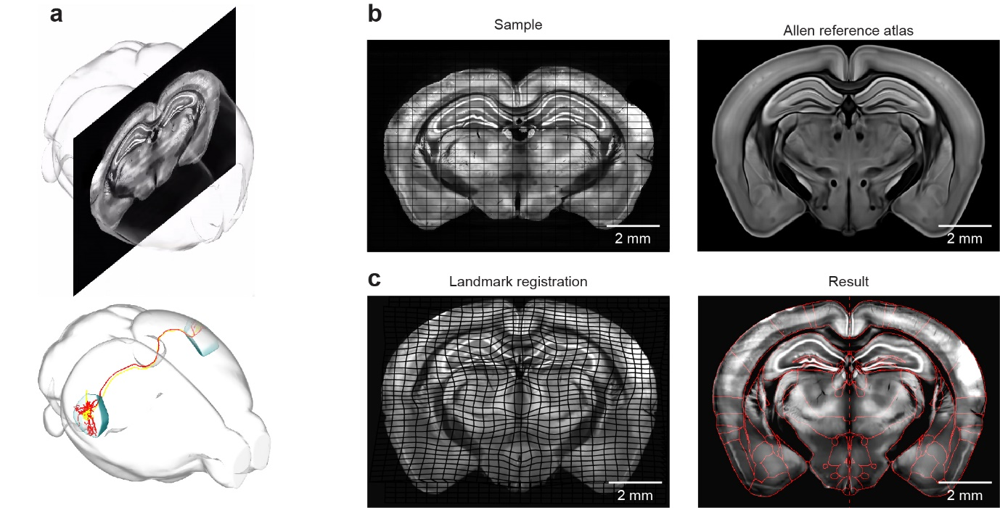 a
b
Sample
Allen reference atlas
2 mm
2 mm
c
Landmark registration
Result
2 mm
2 mm